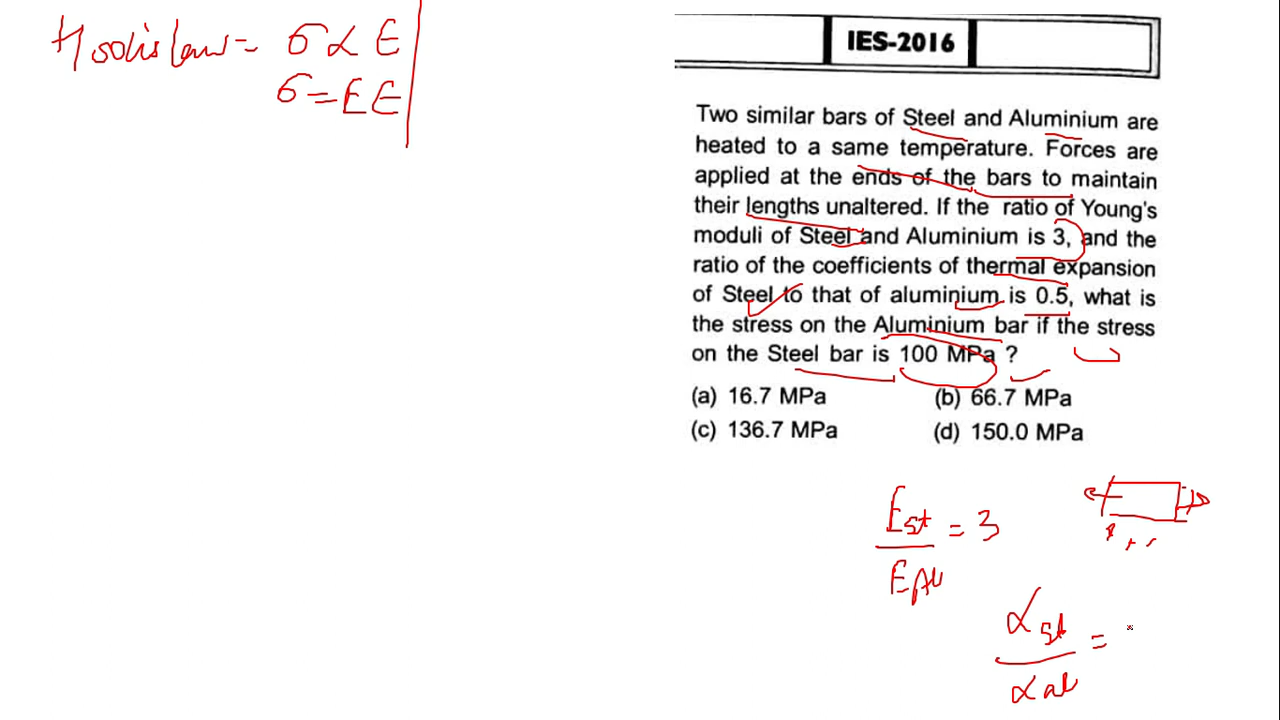 Hooks law = σ α E
σ = E E
IES-2016
Two similar bars of Steel and Aluminium are
heated to a same temperature. Forces are
applied at the ends of the bars to maintain
their lengths unaltered. If the ratio of Young's
moduli of Steel and Aluminium is 3, and the
ratio of the coefficients of thermal expansion
of Steel to that of aluminium is 0.5, what is
the stress on the Aluminium bar if the stress
on the Steel bar is 100 MPa ?
(a) 16.7 MPa (b) 66.7 MPa
(c) 136.7 MPa (d) 150.0 MPa
Est
= 3
EAl
αst
=
αal